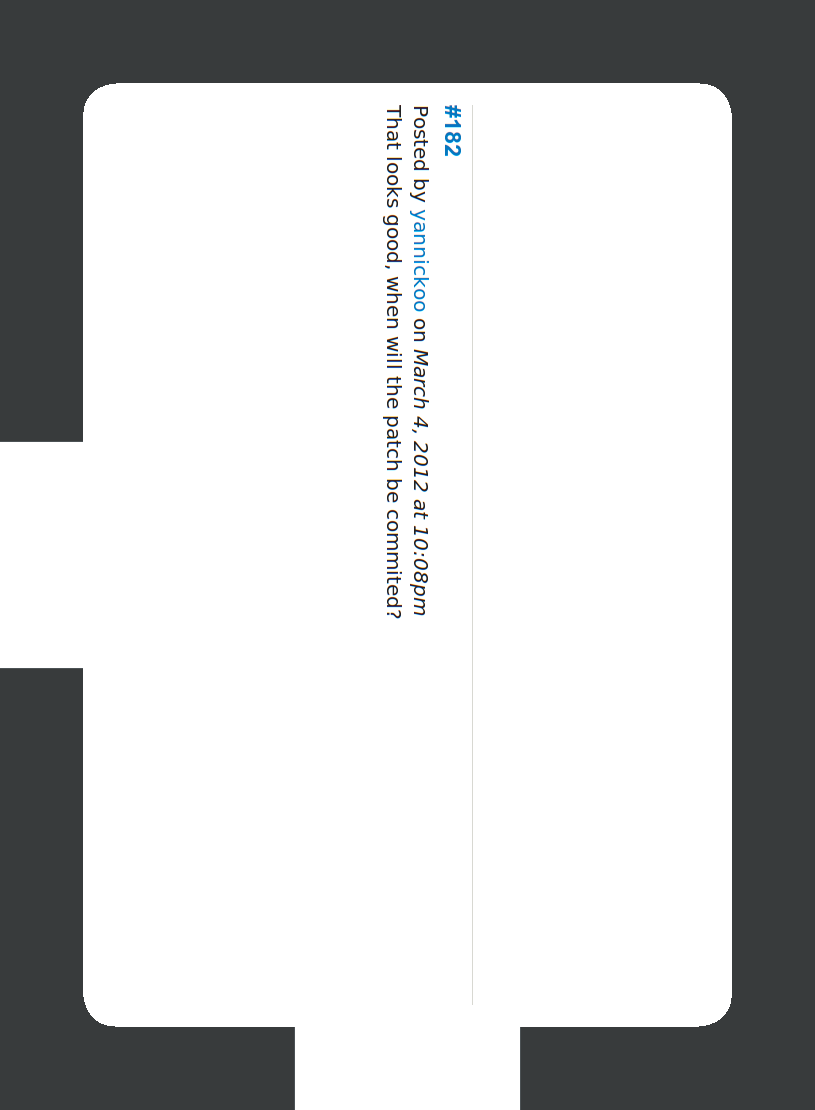 #182
Posted by yannickoo on March 4, 2012 at 10:08pm
That looks good, when will the patch be commited?